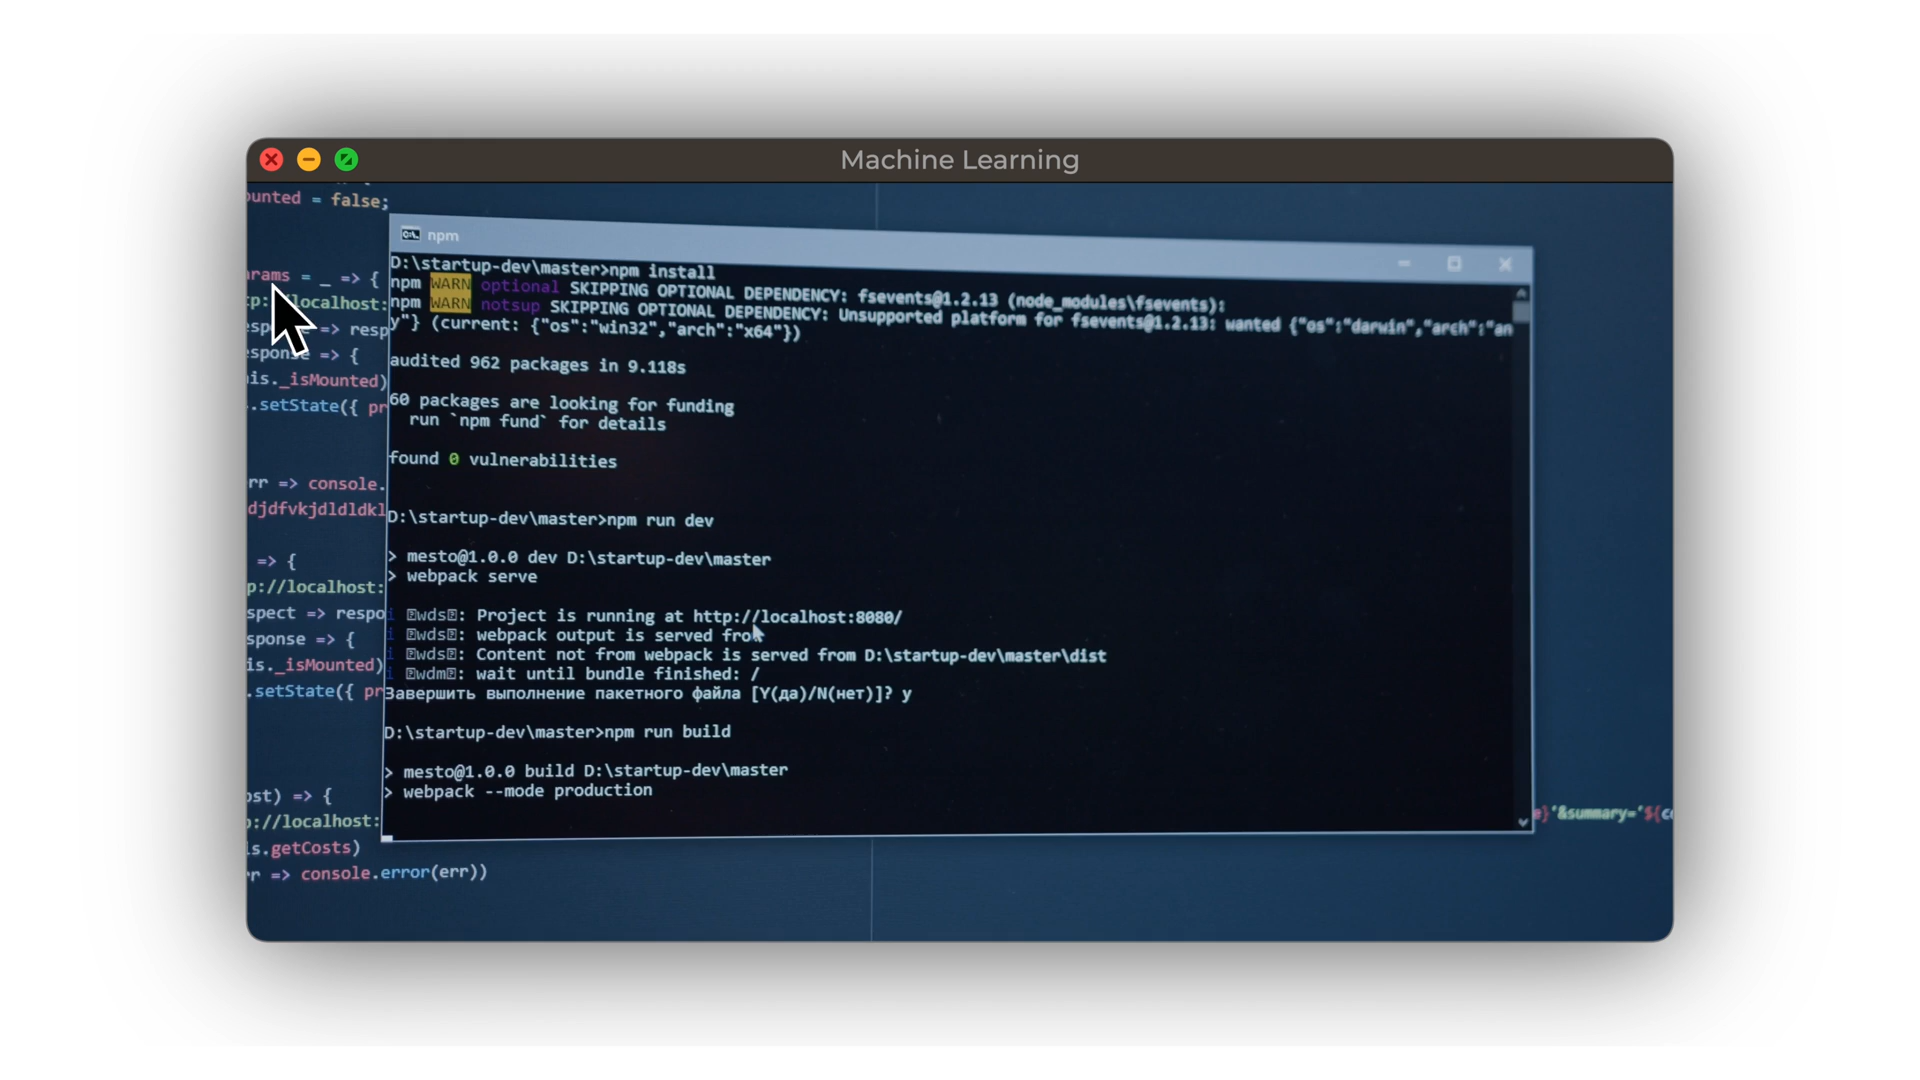 Machine Learning
ounted = false;
npm
D:\startup-dev\master>npm install
arams = _ => {
npm WARN optional SKIPPING OPTIONAL DEPENDENCY: fsevents@1.2.13 (node_modules\fsevents):
npm WARN notsup SKIPPING OPTIONAL DEPENDENCY: Unsupported platform for fsevents@1.2.13: wanted {"os":"darwin","arch":"an
y"} (current: {"os":"win32","arch":"x64"})
localhost:
=> resp
esponse => {
audited 962 packages in 9.118s
is._isMounted)
.setState({ pr
60 packages are looking for funding
run `npm fund` for details
found 0 vulnerabilities
rr => console.
djdfvkjdldldkl
D:\startup-dev\master>npm run dev
=> {
> mesto@1.0.0 dev D:\startup-dev\master
> webpack serve
p://localhost:
spect => respo
i wds: Project is running at http://localhost:8080/
sponse => {
i wds: webpack output is served from
i wds: Content not from webpack is served from D:\startup-dev\master\dist
is._isMounted)
i wdm: wait until bundle finished: /
.setState({ pr
Завершить выполнение пакетного файла [Y(да)/N(нет)]? y
D:\startup-dev\master>npm run build
> mesto@1.0.0 build D:\startup-dev\master
> webpack --mode production
ost) => {
}'&summary='${co
://localhost:
s.getCosts)
r => console.error(err))